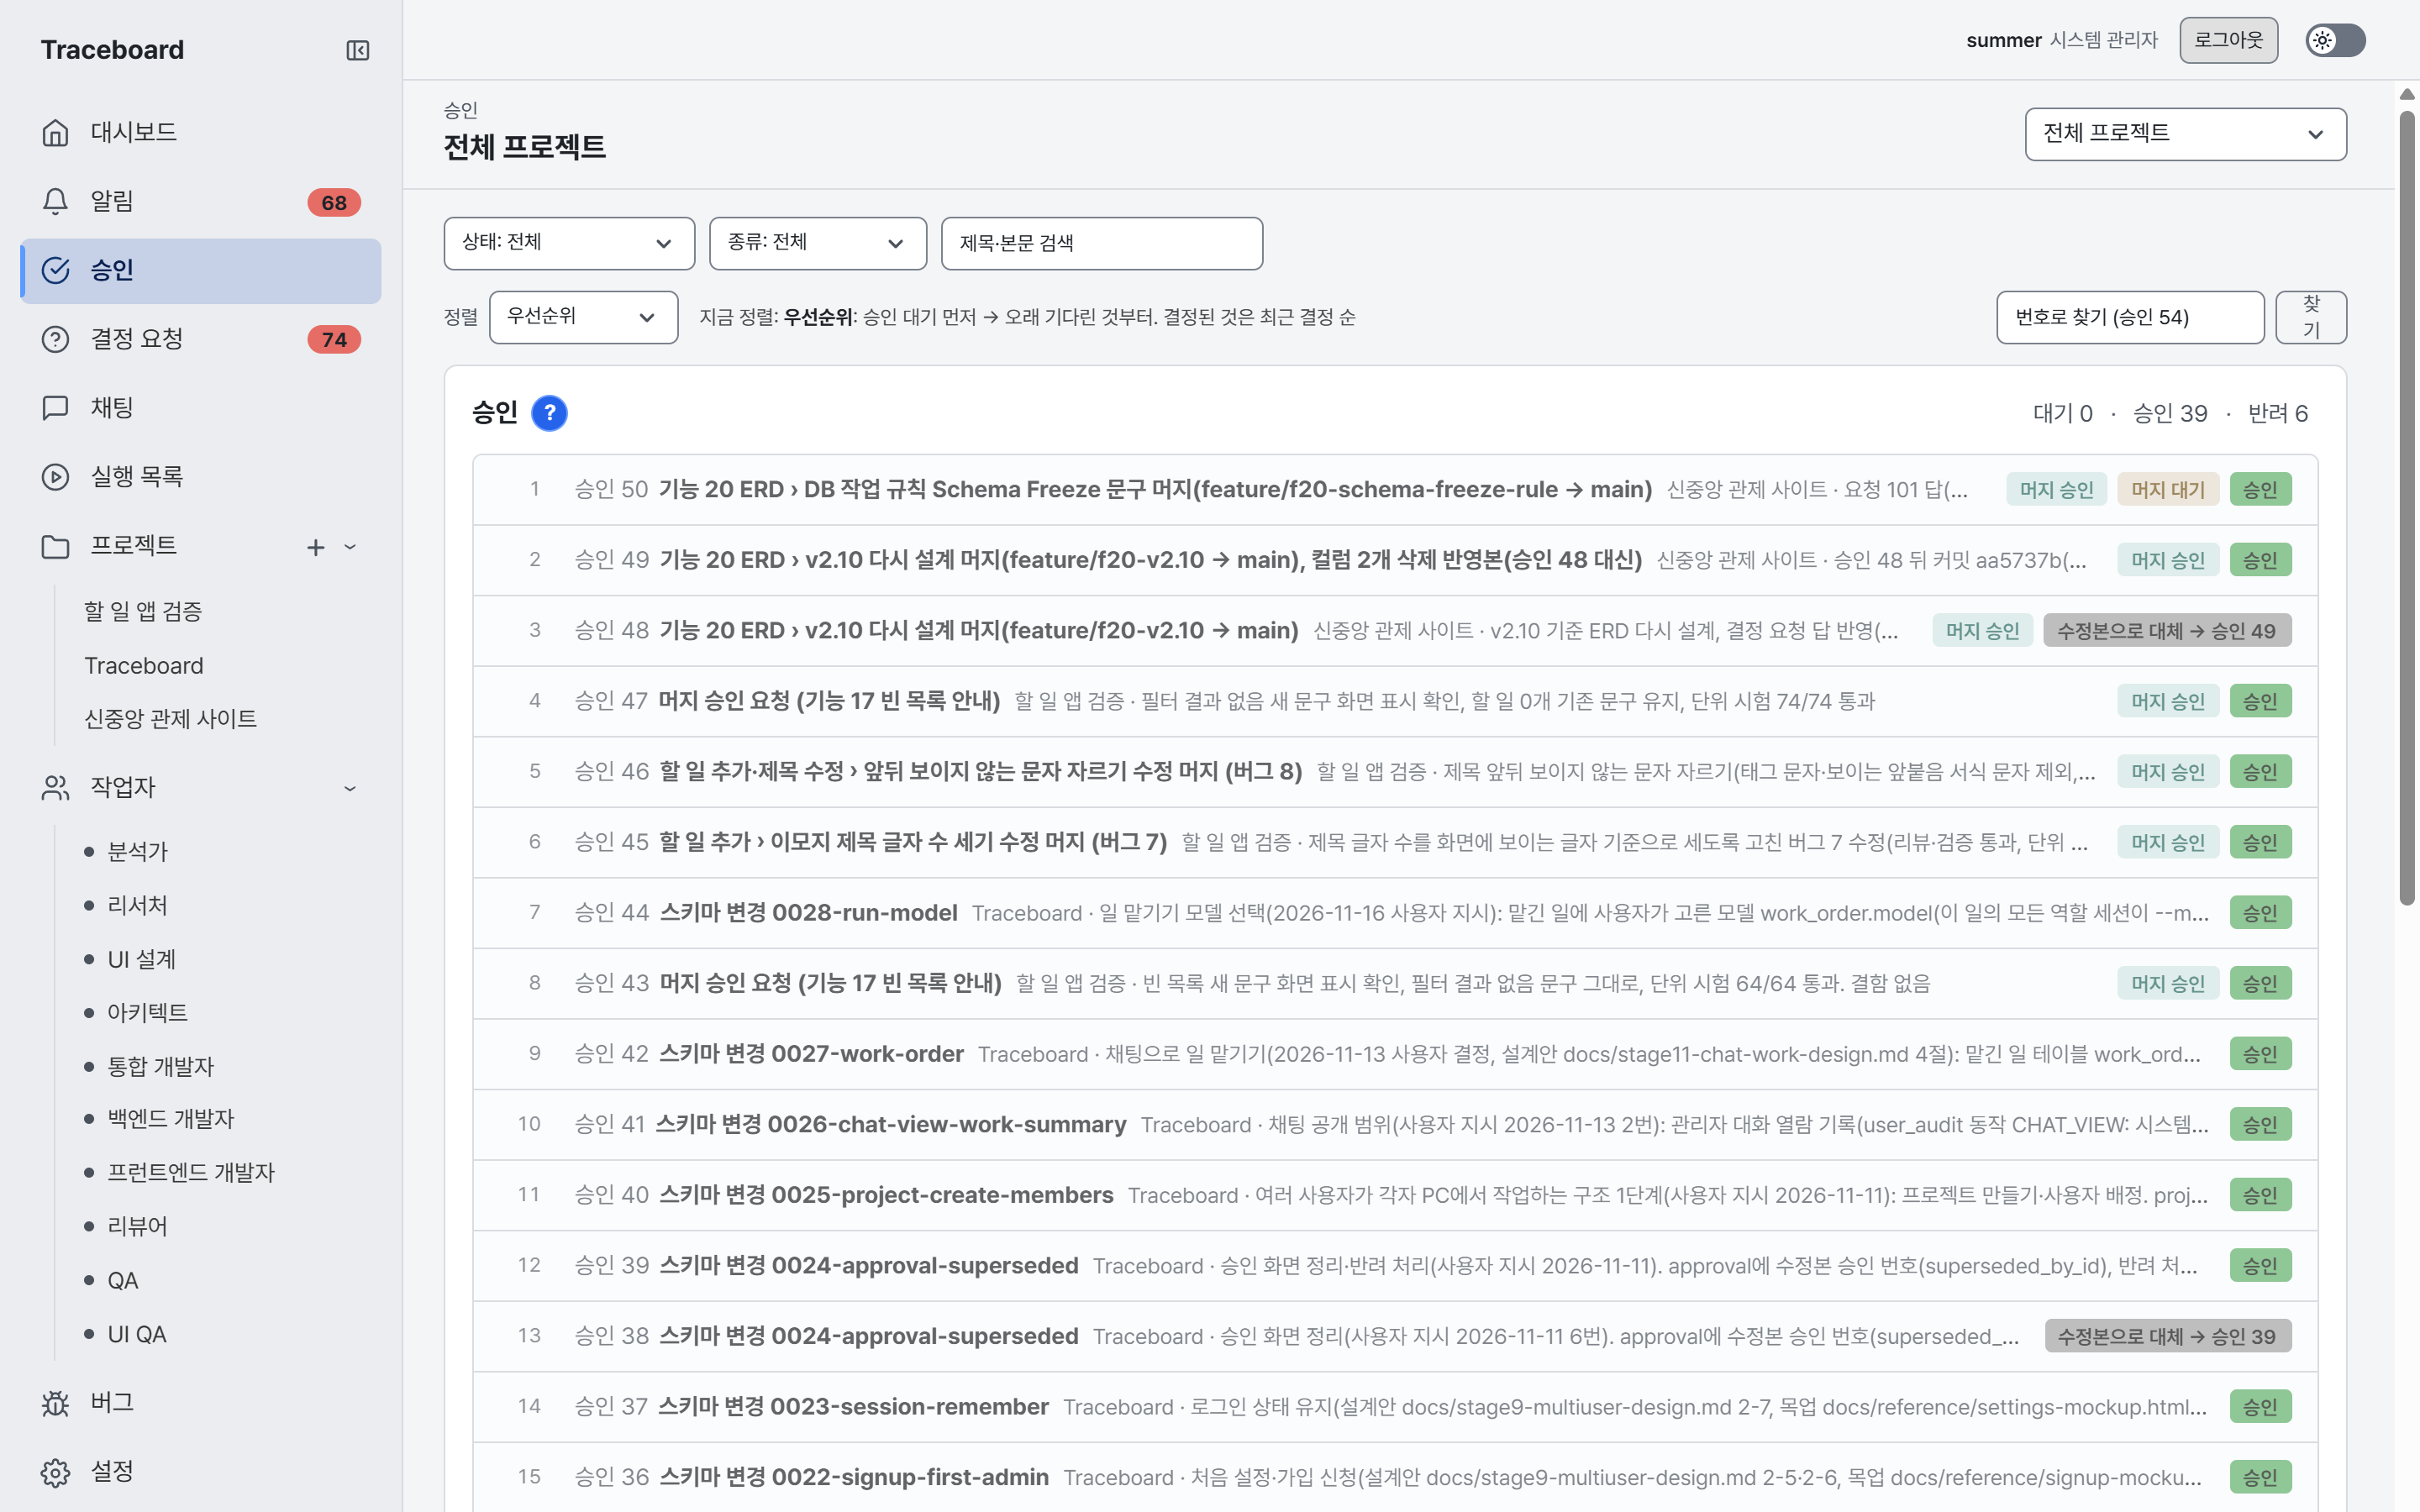 Traceboard
대시보드
알림 68
승인
결정 요청 74
채팅
실행 목록
프로젝트
할 일 앱 검증
Traceboard
신중앙 관제 사이트
작업자
분석가
리서처
UI 설계
아키텍트
통합 개발자
백엔드 개발자
프런트엔드 개발자
리뷰어
QA
UI QA
버그
설정
summer 시스템 관리자 로그아웃
승인
전체 프로젝트
전체 프로젝트
상태: 전체 종류: 전체 제목·본문 검색
정렬 우선순위 지금 정렬: 우선순위: 승인 대기 먼저 → 오래 기다린 것부터. 결정된 것은 최근 결정 순 번호로 찾기 (승인 54) 찾기
승인 ? 대기 0 · 승인 39 · 반려 6
1 승인 50 기능 20 ERD › DB 작업 규칙 Schema Freeze 문구 머지(feature/f20-schema-freeze-rule → main) 신중앙 관제 사이트 · 요청 101 답(... 머지 승인 머지 대기 승인
2 승인 49 기능 20 ERD › v2.10 다시 설계 머지(feature/f20-v2.10 → main), 컬럼 2개 삭제 반영본(승인 48 대신) 신중앙 관제 사이트 · 승인 48 뒤 커밋 aa5737b(... 머지 승인 승인
3 승인 48 기능 20 ERD › v2.10 다시 설계 머지(feature/f20-v2.10 → main) 신중앙 관제 사이트 · v2.10 기준 ERD 다시 설계, 결정 요청 답 반영(... 머지 승인 수정본으로 대체 → 승인 49
4 승인 47 머지 승인 요청 (기능 17 빈 목록 안내) 할 일 앱 검증 · 필터 결과 없음 새 문구 화면 표시 확인, 할 일 0개 기존 문구 유지, 단위 시험 74/74 통과 머지 승인 승인
5 승인 46 할 일 추가·제목 수정 › 앞뒤 보이지 않는 문자 자르기 수정 머지 (버그 8) 할 일 앱 검증 · 제목 앞뒤 보이지 않는 문자 자르기(태그 문자·보이는 앞붙음 서식 문자 제외,... 머지 승인 승인
6 승인 45 할 일 추가 › 이모지 제목 글자 수 세기 수정 머지 (버그 7) 할 일 앱 검증 · 제목 글자 수를 화면에 보이는 글자 기준으로 세도록 고친 버그 7 수정(리뷰·검증 통과, 단위 ... 머지 승인 승인
7 승인 44 스키마 변경 0028-run-model Traceboard · 일 맡기기 모델 선택(2026-11-16 사용자 지시): 맡긴 일에 사용자가 고른 모델 work_order.model(이 일의 모든 역할 세션이 --m... 승인
8 승인 43 머지 승인 요청 (기능 17 빈 목록 안내) 할 일 앱 검증 · 빈 목록 새 문구 화면 표시 확인, 필터 결과 없음 문구 그대로, 단위 시험 64/64 통과. 결함 없음 머지 승인 승인
9 승인 42 스키마 변경 0027-work-order Traceboard · 채팅으로 일 맡기기(2026-11-13 사용자 결정, 설계안 docs/stage11-chat-work-design.md 4절): 맡긴 일 테이블 work_ord... 승인
10 승인 41 스키마 변경 0026-chat-view-work-summary Traceboard · 채팅 공개 범위(사용자 지시 2026-11-13 2번): 관리자 대화 열람 기록(user_audit 동작 CHAT_VIEW: 시스템... 승인
11 승인 40 스키마 변경 0025-project-create-members Traceboard · 여러 사용자가 각자 PC에서 작업하는 구조 1단계(사용자 지시 2026-11-11): 프로젝트 만들기·사용자 배정. proj... 승인
12 승인 39 스키마 변경 0024-approval-superseded Traceboard · 승인 화면 정리·반려 처리(사용자 지시 2026-11-11). approval에 수정본 승인 번호(superseded_by_id), 반려 처... 승인
13 승인 38 스키마 변경 0024-approval-superseded Traceboard · 승인 화면 정리(사용자 지시 2026-11-11 6번). approval에 수정본 승인 번호(superseded_... 수정본으로 대체 → 승인 39
14 승인 37 스키마 변경 0023-session-remember Traceboard · 로그인 상태 유지(설계안 docs/stage9-multiuser-design.md 2-7, 목업 docs/reference/settings-mockup.html... 승인
15 승인 36 스키마 변경 0022-signup-first-admin Traceboard · 처음 설정·가입 신청(설계안 docs/stage9-multiuser-design.md 2-5·2-6, 목업 docs/reference/signup-mocku... 승인